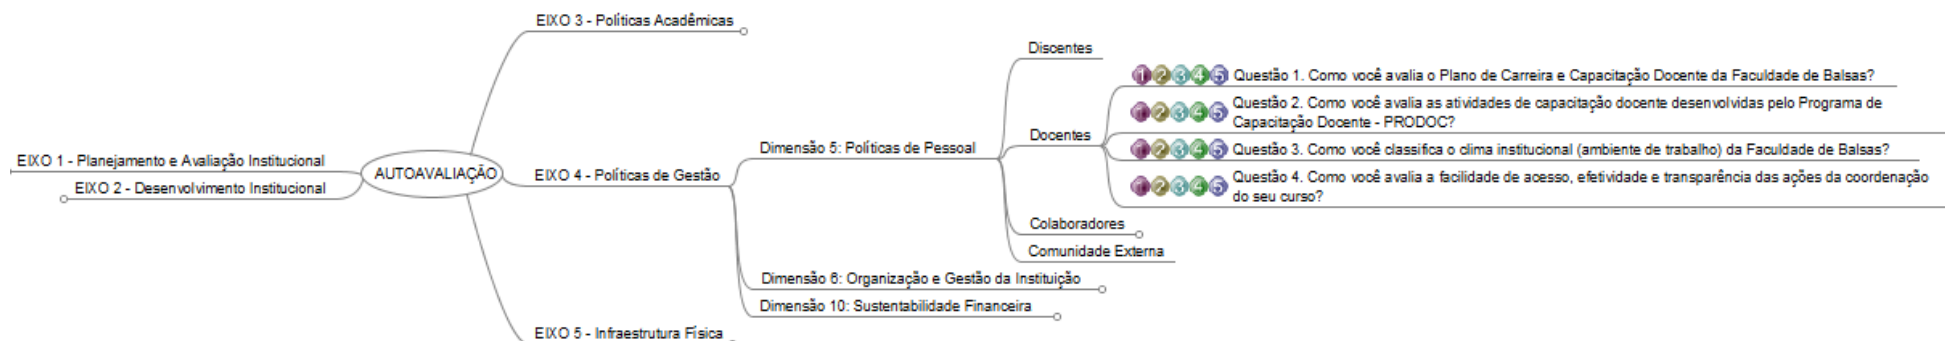 EIXO 3 - Políticas Acadêmicas
EIXO 1 - Planejamento e Avaliação Institucional
EIXO 2 - Desenvolvimento Institucional
AUTOAVALIAÇÃO
EIXO 4 - Políticas de Gestão
Dimensão 5: Políticas de Pessoal
Discentes
Docentes
1 2 3 4 5 Questão 1. Como você avalia o Plano de Carreira e Capacitação Docente da Faculdade de Balsas?
1 2 3 4 5 Questão 2. Como você avalia as atividades de capacitação docente desenvolvidas pelo Programa de
Capacitação Docente - PRODOC?
1 2 3 4 5 Questão 3. Como você classifica o clima institucional (ambiente de trabalho) da Faculdade de Balsas?
1 2 3 4 5 Questão 4. Como você avalia a facilidade de acesso, efetividade e transparência das ações da coordenação
do seu curso?
Colaboradores
Comunidade Externa
Dimensão 6: Organização e Gestão da Instituição
Dimensão 10: Sustentabilidade Financeira
EIXO 5 - Infraestrutura Física